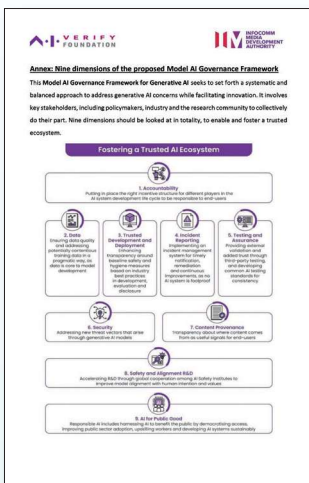 A·I· VERIFY
FOUNDATION
INFOCOMM
MEDIA
DEVELOPMENT
AUTHORITY
Annex: Nine dimensions of the proposed Model AI Governance Framework
This Model AI Governance Framework for Generative AI seeks to set forth a systematic and
balanced approach to address generative AI concerns while facilitating innovation. It involves
key stakeholders, including policymakers, industry and the research community to collectively
do their part. Nine dimensions should be looked at in totality, to enable and foster a trusted
ecosystem.
Fostering a Trusted AI Ecosystem
1. Accountability
Putting in place the right incentive structure for different players in the
AI system development life cycle to be responsible to end-users
2. Data
Ensuring data quality
and addressing
potentially contentious
training data in a
pragmatic way, as
data is core to model
development
3. Trusted
Development and
Deployment
Enhancing
transparency around
baseline safety and
hygiene measures
based on industry
best practices
in development,
evaluation and
disclosure
4. Incident
Reporting
Implementing an
incident management
system for timely
notification,
remediation
and continuous
improvements, as no
AI system is foolproof
5. Testing and
Assurance
Providing external
validation and
added trust through
third-party testing,
and developing
common AI testing
standards for
consistency
6. Security
Addressing new threat vectors that arise
through generative AI models
7. Content Provenance
Transparency about where content comes
from as useful signals for end-users
8. Safety and Alignment R&D
Accelerating R&D through global cooperation among AI Safety Institutes to
improve model alignment with human intention and values
9. AI for Public Good
Responsible AI includes harnessing AI to benefit the public by democratising access,
improving public sector adoption, upskilling workers and developing AI systems sustainably